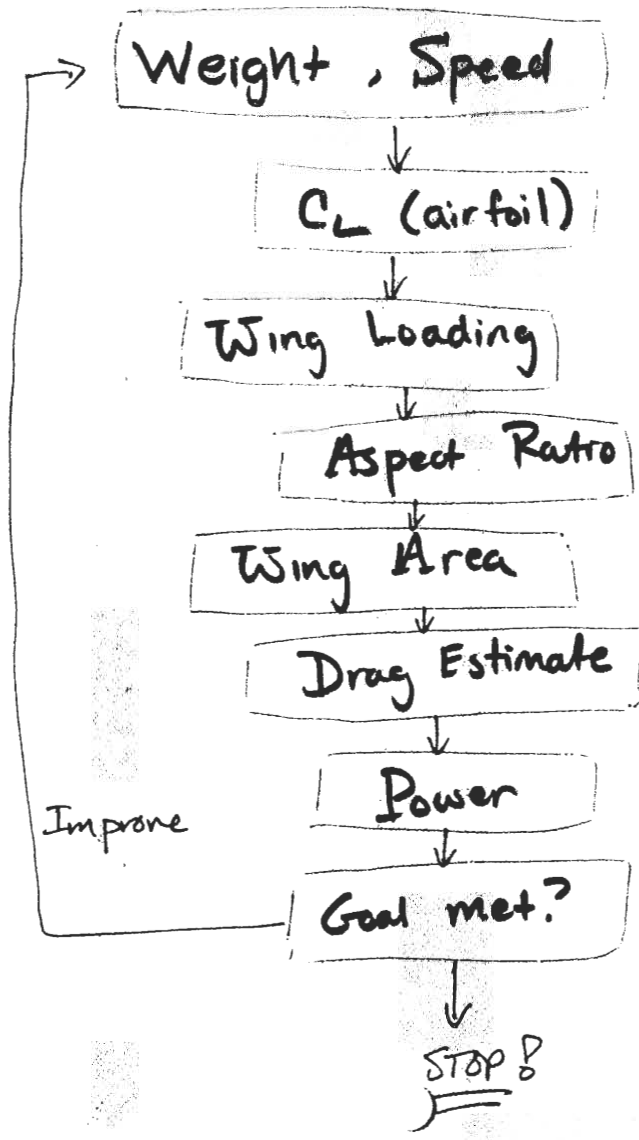 Weight, Speed
CL (airfoil)
Wing Loading
Aspect Ratio
Wing Area
Drag Estimate
Power
Improve
Goal met?
STOP!